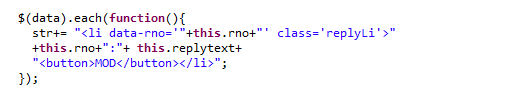 $(data).each(function(){
str+= "<li data-rno='"+this.rno+"' class='replyLi'>"
+this.rno+":"+ this.replytext+
"<button>MOD</button></li>";
});